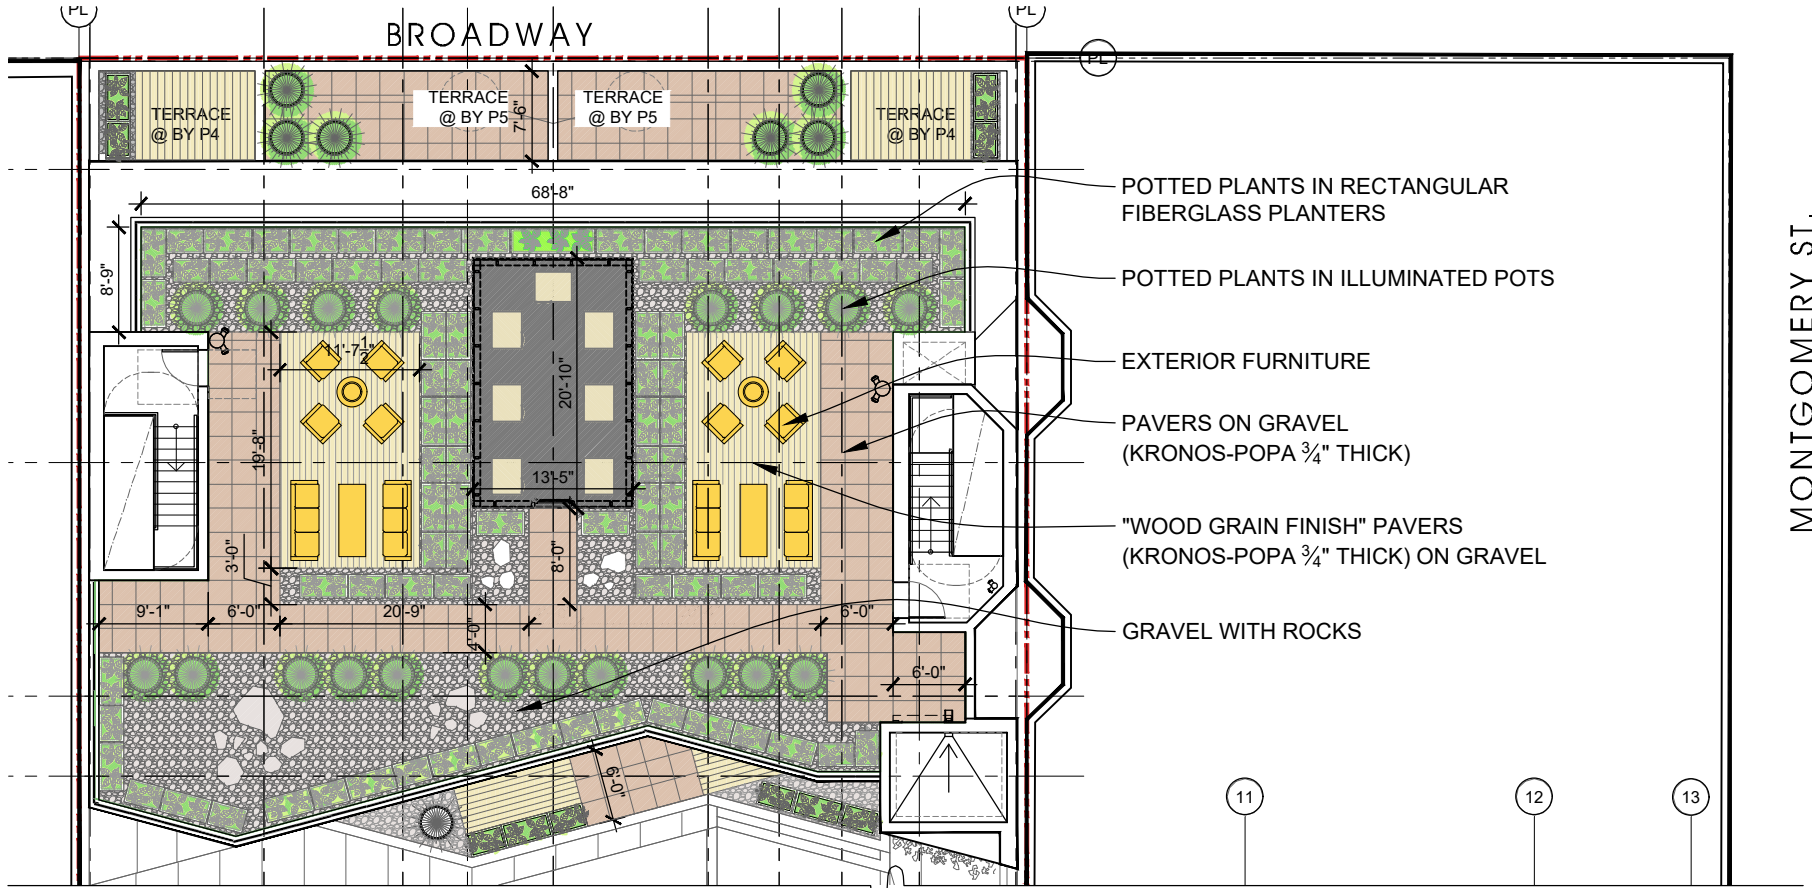 PL
PL
BROADWAY
PL
TERRACE
@ BY P4
TERRACE
@ BY P5
7'-6"
TERRACE
@ BY P5
TERRACE
@ BY P4
68'-8"
8'-9"
POTTED PLANTS IN RECTANGULAR
FIBERGLASS PLANTERS
POTTED PLANTS IN ILLUMINATED POTS
EXTERIOR FURNITURE
PAVERS ON GRAVEL
(KRONOS-POPA ¾" THICK)
"WOOD GRAIN FINISH" PAVERS
(KRONOS-POPA ¾" THICK) ON GRAVEL
GRAVEL WITH ROCKS
MONTGOMERY ST.
11'-7½"
20'-10"
19'-8"
13'-5"
3'-0"
8'-0"
9'-1"
6'-0"
20'-9"
4'-0"
6'-0"
6'-0"
6'-0"
11
12
13